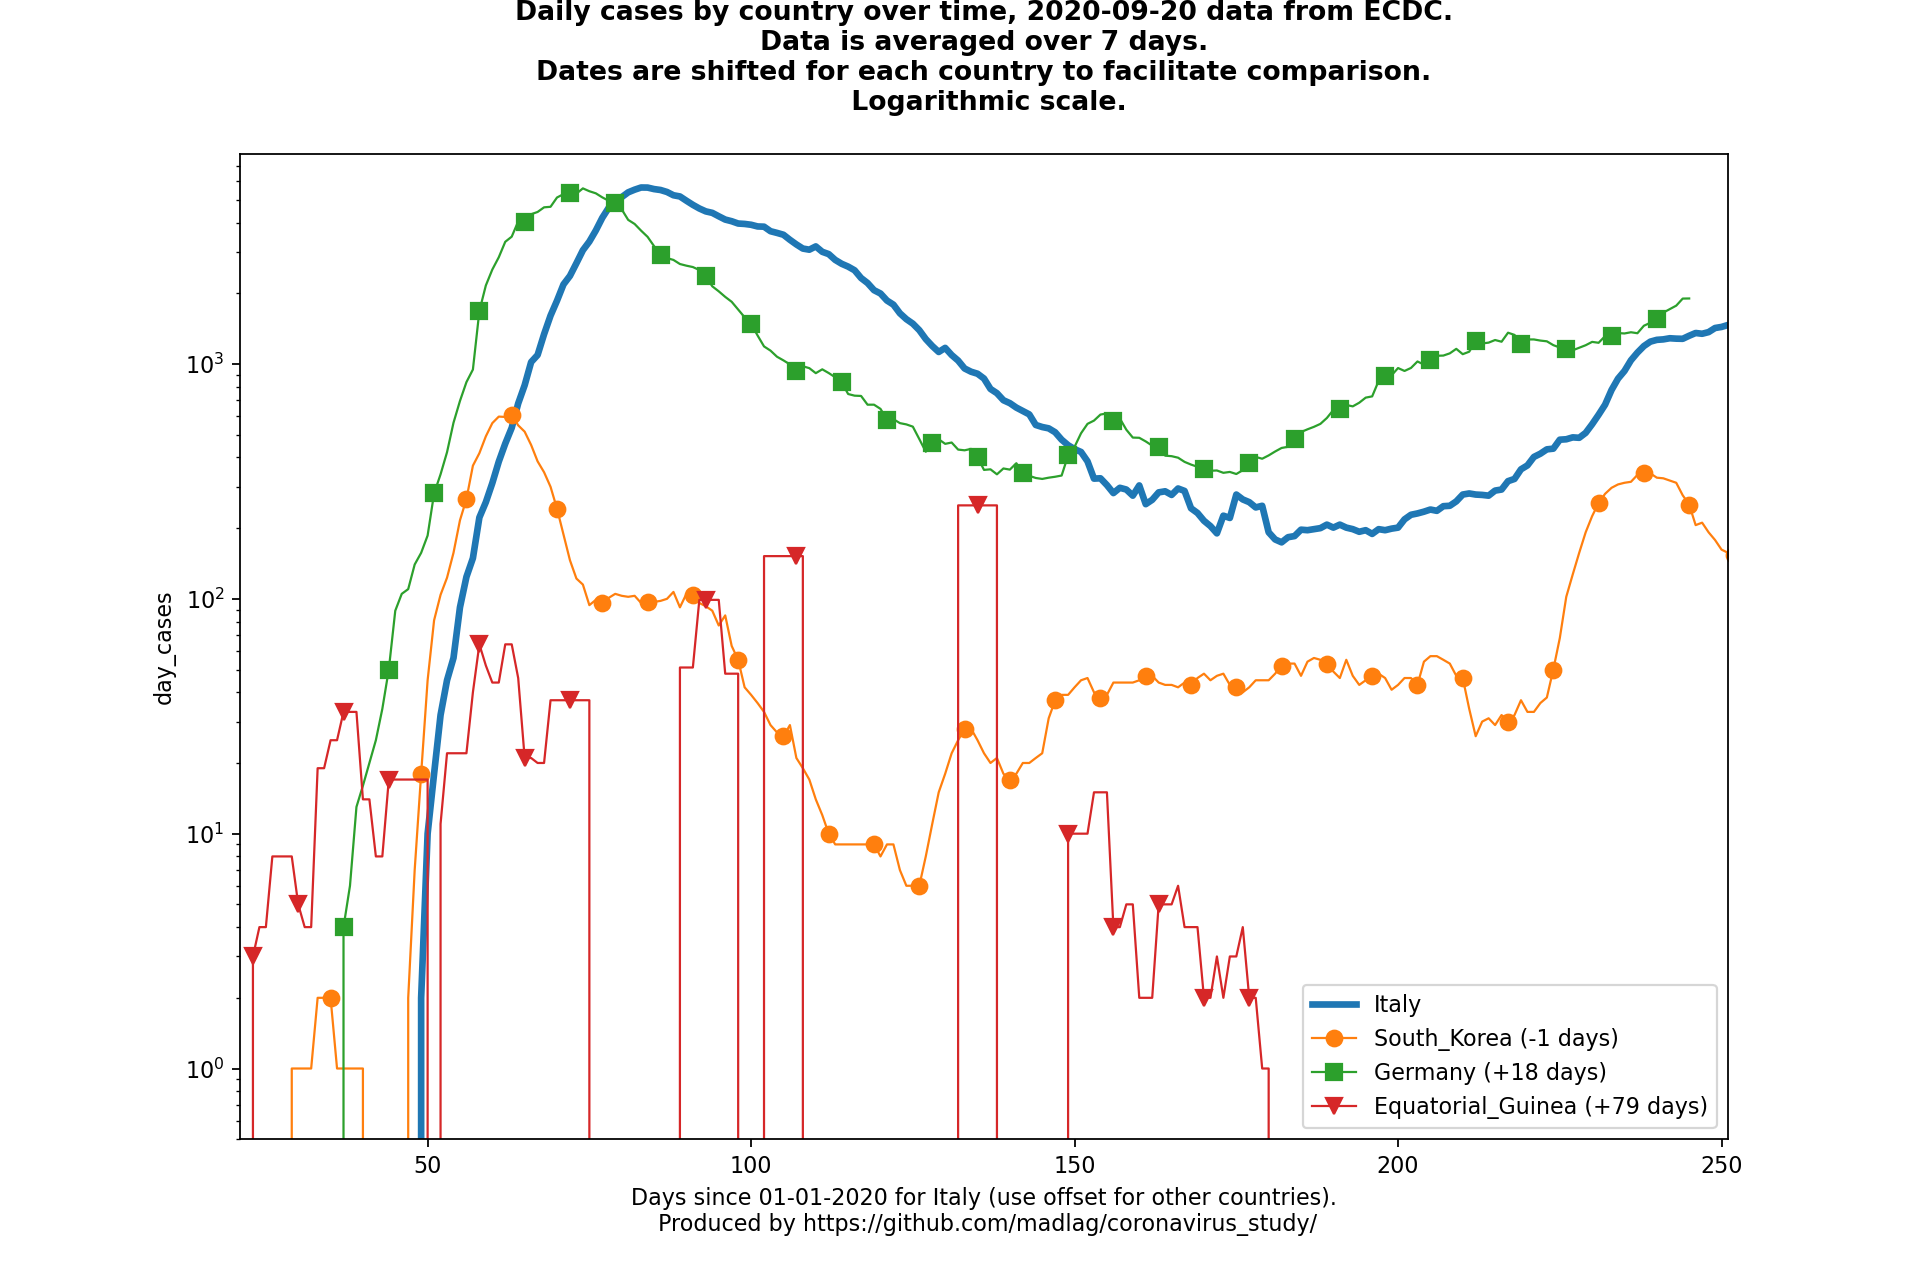 Daily cases by country over time, 2020-09-20 data from ECDC.
Data is averaged over 7 days.
Dates are shifted for each country to facilitate comparison.
Logarithmic scale.
10³
10²
10¹
10⁰
day_cases
50 100 150 200 250
Italy
South_Korea (-1 days)
Germany (+18 days)
Equatorial_Guinea (+79 days)
Days since 01-01-2020 for Italy (use offset for other countries).
Produced by https://github.com/madlag/coronavirus_study/